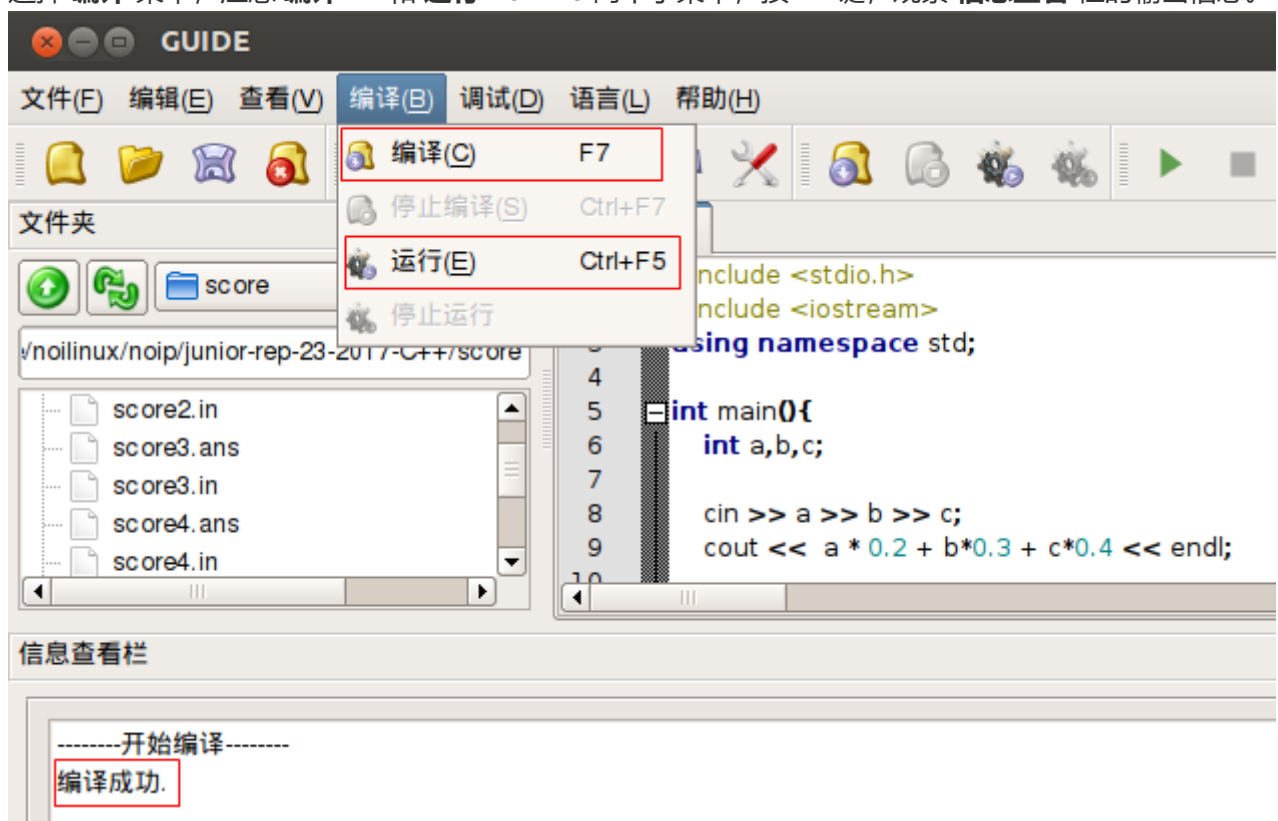 GUIDE
文件(F) 编辑(E) 查看(V) 编译(B) 调试(D) 语言(L) 帮助(H)
编译(C) F7
停止编译(S) Ctrl+F7
运行(E) Ctrl+F5
停止运行
文件夹
score
/noilinux/noip/junior-rep-23-2017-C++/score
score2.in
score3.ans
score3.in
score4.ans
score4.in
nclude <stdio.h>
nclude <iostream>
3 using namespace std;
4
5 int main(){
6 int a,b,c;
7
8 cin >> a >> b >> c;
9 cout << a * 0.2 + b*0.3 + c*0.4 << endl;
10
信息查看栏
--------开始编译--------
编译成功.